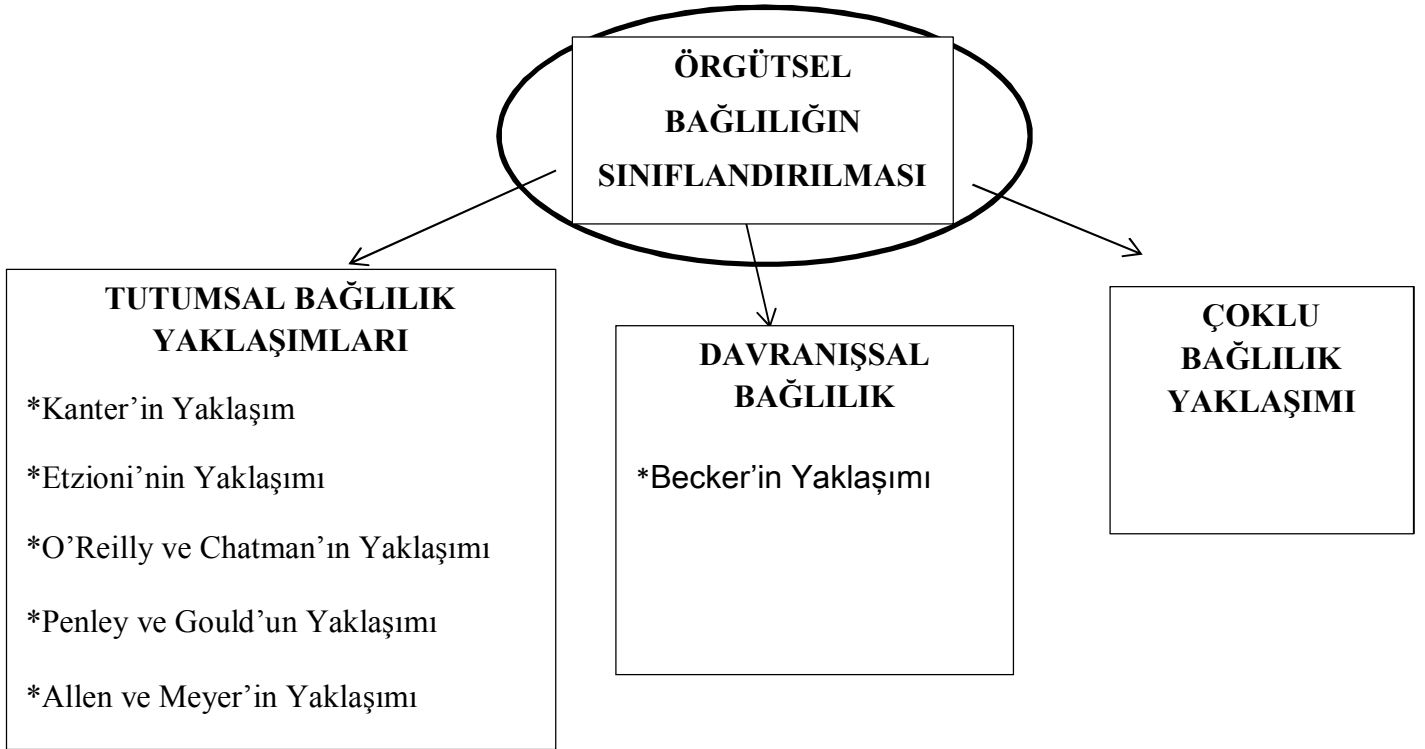 ÖRGÜTSEL
BAĞLILIĞIN
SINIFLANDIRILMASI
TUTUMSAL BAĞLILIK
YAKLAŞIMLARI
*Kanter’in Yaklaşım
*Etzioni’nin Yaklaşımı
*O’Reilly ve Chatman’ın Yaklaşımı
*Penley ve Gould’un Yaklaşımı
*Allen ve Meyer’in Yaklaşımı
DAVRANIŞSAL
BAĞLILIK
*Becker’in Yaklaşımı
ÇOKLU
BAĞLILIK
YAKLAŞIMI